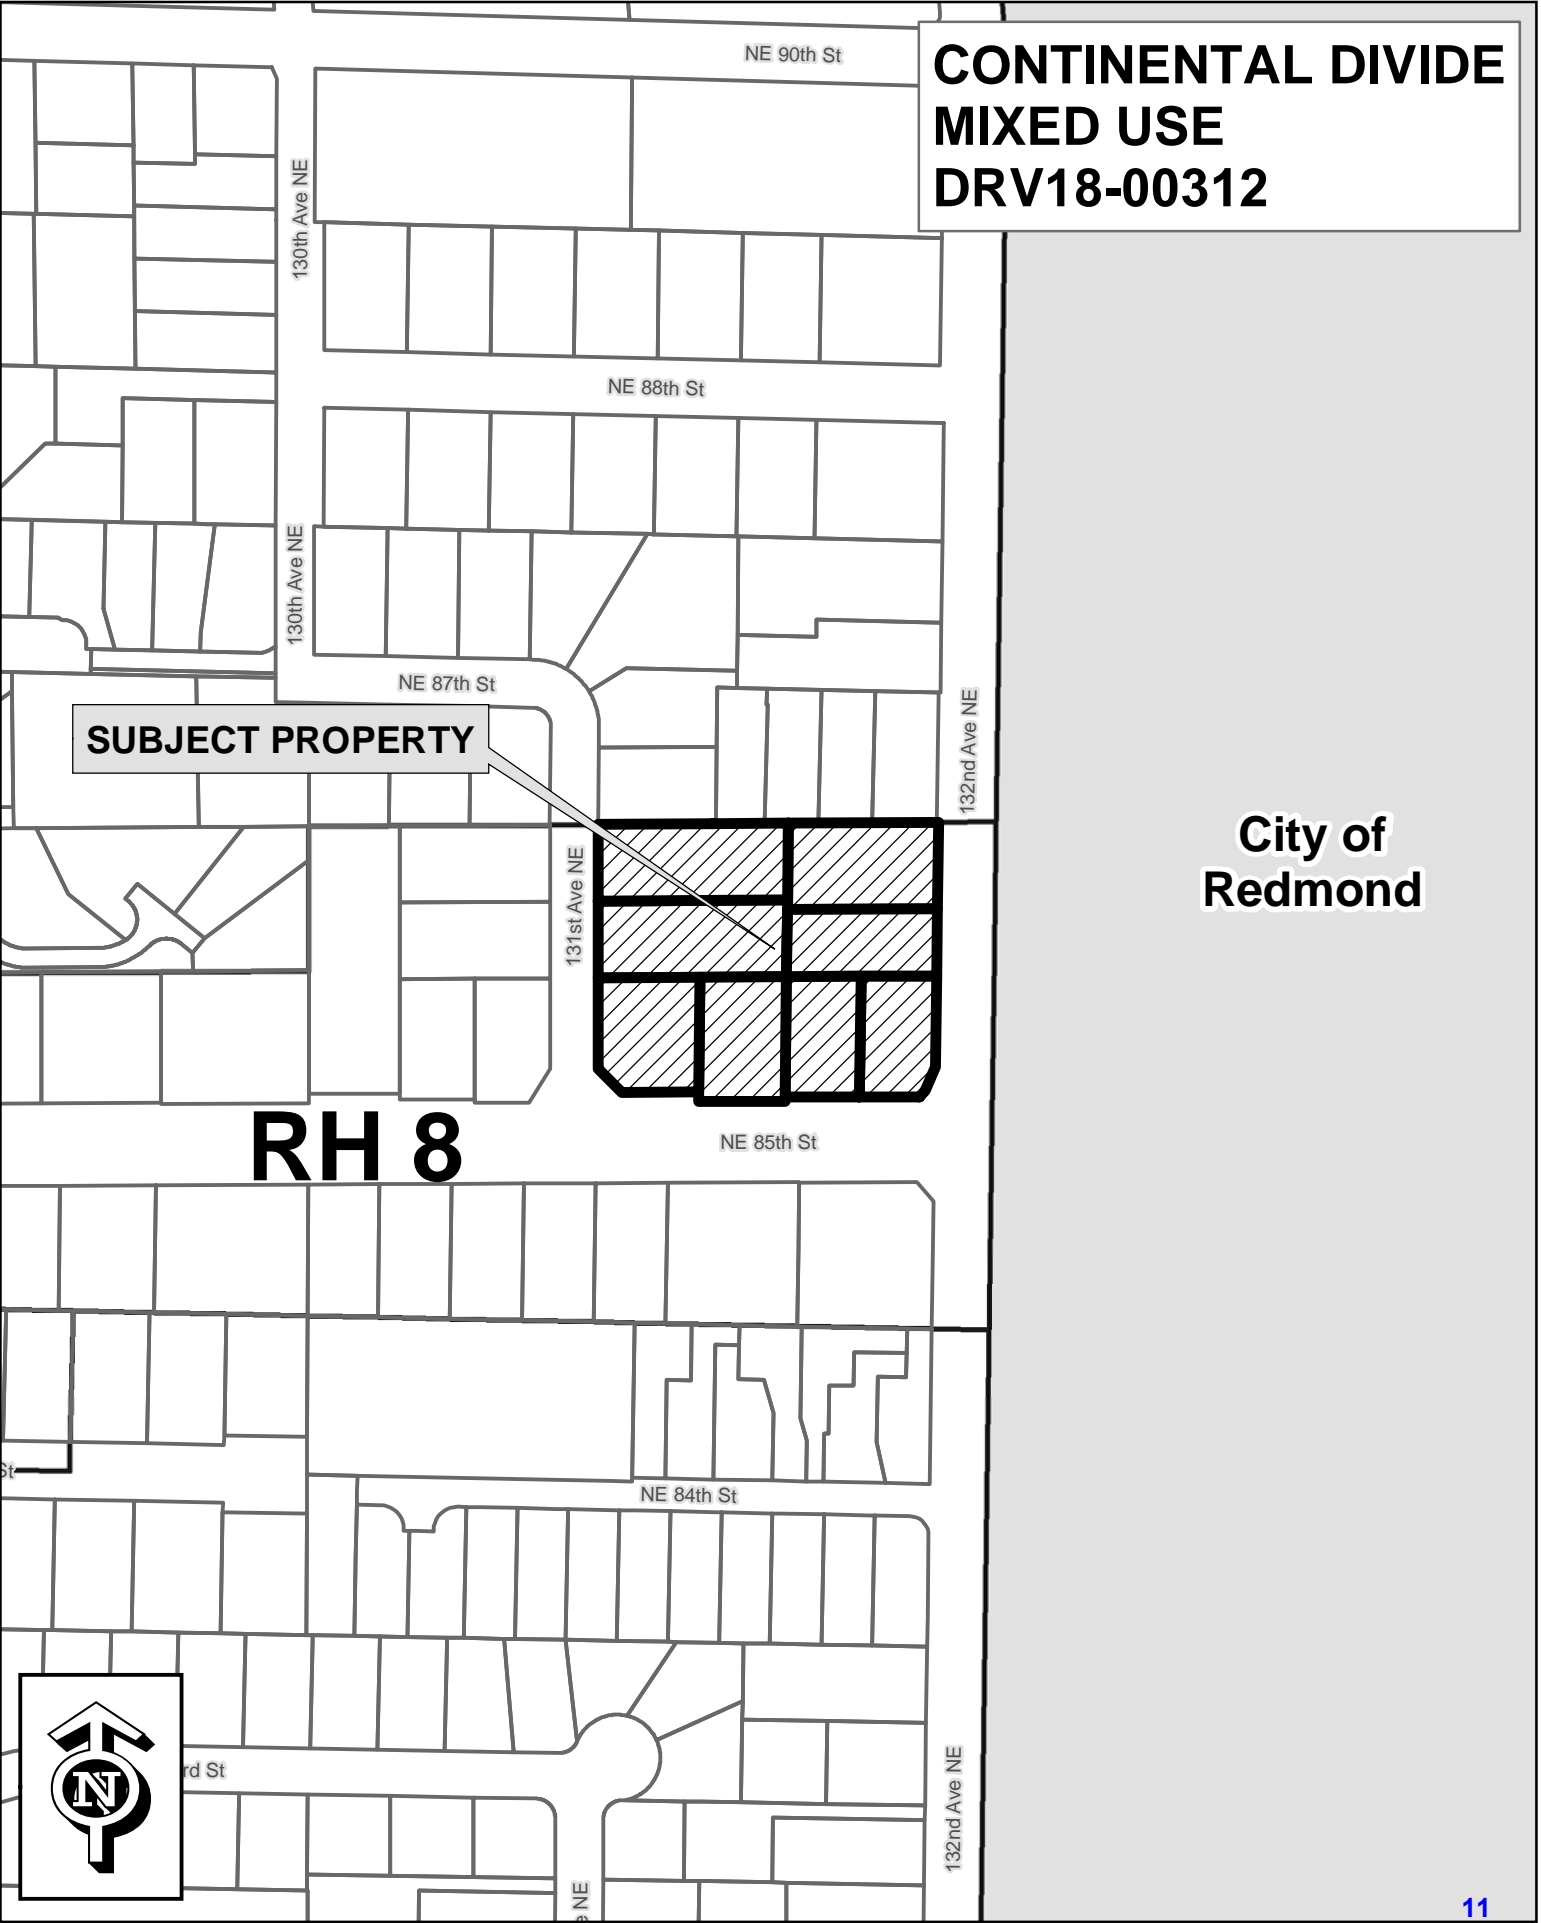 NE 90th St
CONTINENTAL DIVIDE
MIXED USE
DRV18-00312
130th Ave NE
NE 88th St
130th Ave NE
NE 87th St
SUBJECT PROPERTY
132nd Ave NE
City of
Redmond
131st Ave NE
RH 8
NE 85th St
St
NE 84th St
rd St
N
132nd Ave NE
e NE
11